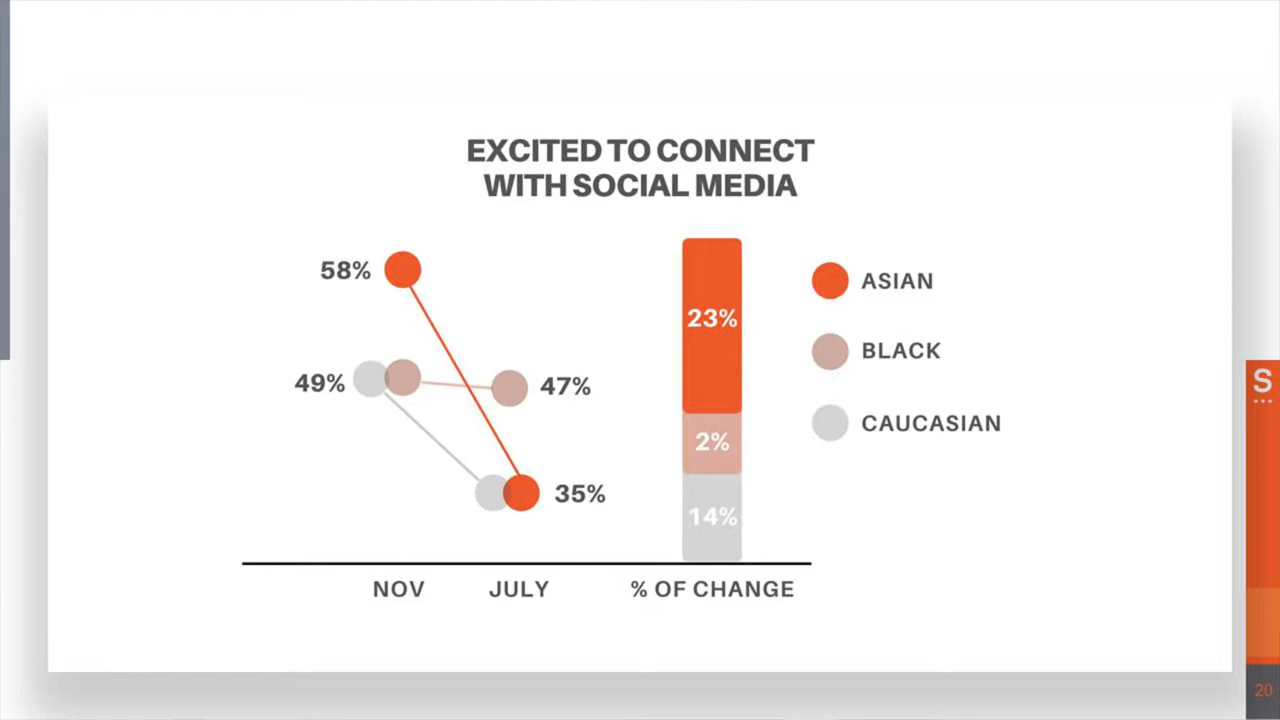 EXCITED TO CONNECT
WITH SOCIAL MEDIA
58%
49%
47%
35%
23%
2%
14%
ASIAN
BLACK
CAUCASIAN
NOV
JULY
% OF CHANGE
S
20